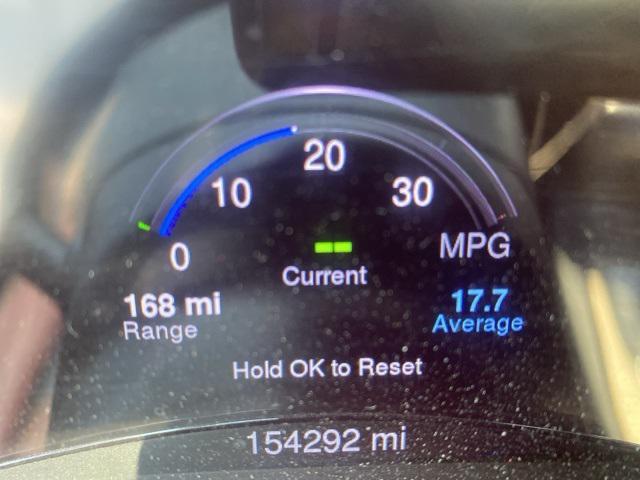 20
10
30
0
-- MPG
Current
168 mi 17.7
Range Average
Hold OK to Reset
154292 mi